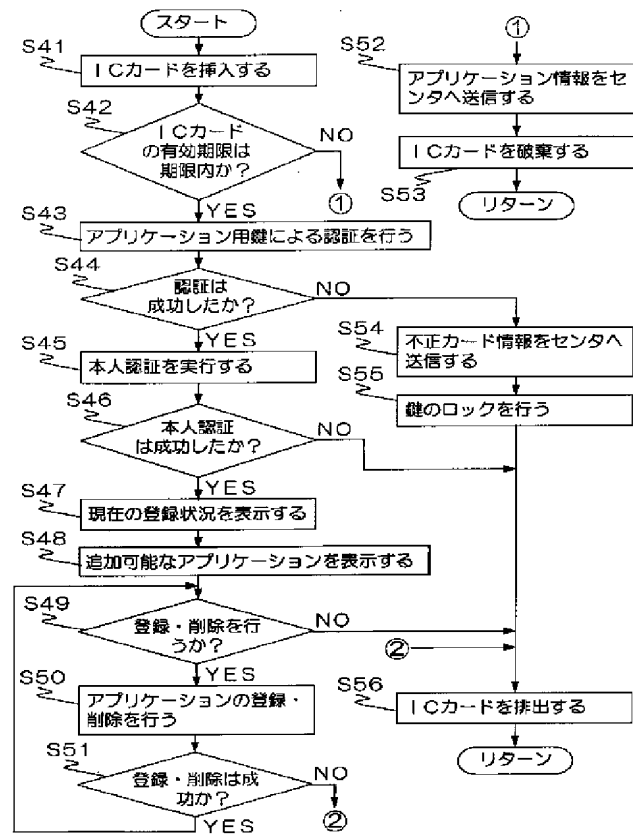 スタート
S41
ICカードを挿入する
S42
ICカード
の有効期限は
期限内か?
NO
①
YES
S43
アプリケーション用鍵による認証を行う
S44
認証は
成功したか?
NO
YES
S45
本人認証を実行する
S46
本人認証
は成功したか?
NO
YES
S47
現在の登録状況を表示する
S48
追加可能なアプリケーションを表示する
S49
登録・削除を行
うか?
NO
YES
S50
アプリケーションの登録・
削除を行う
S51
登録・削除は成
功か?
NO
②
YES
①
S52
アプリケーション情報をセ
ンタへ送信する
ICカードを破棄する
S53
リターン
S54
不正カード情報をセンタへ
送信する
S55
鍵のロックを行う
②
S56
ICカードを排出する
リターン